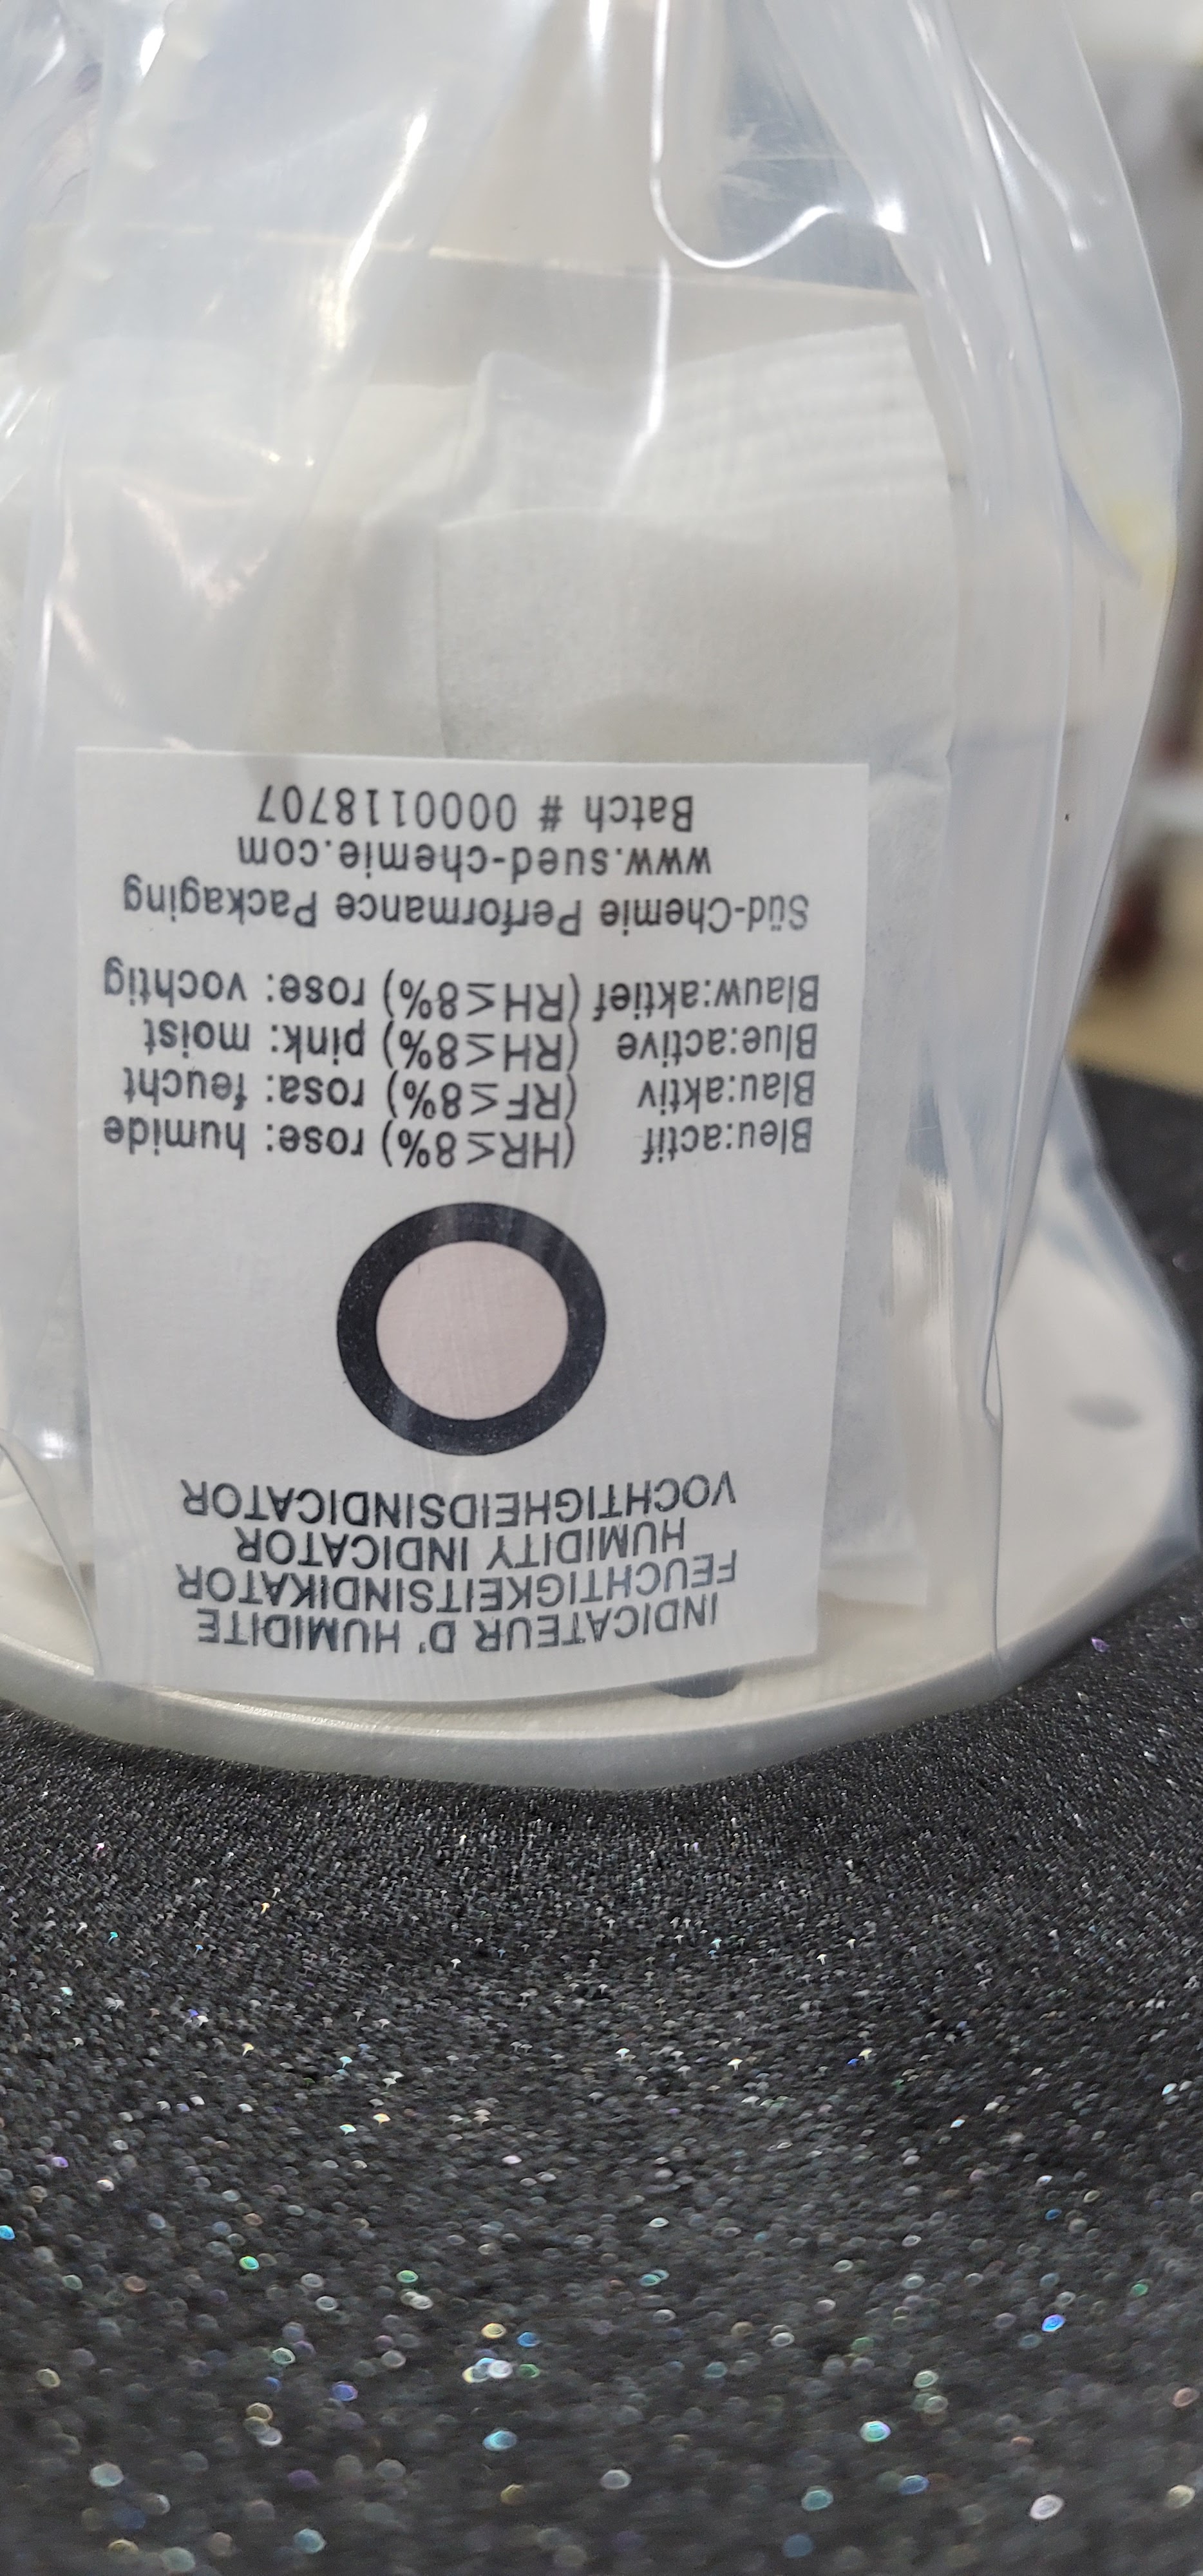 INDICATEUR D' HUMIDITE
FEUCHTIGKEITSINDIKATOR
HUMIDITY INDICATOR
VOCHTIGHEIDSINDICATOR
Bleu:actif (HR≤8%) rose: humide
Blau:aktiv (RF≤8%) rosa: feucht
Blue:active (RH≤8%) pink: moist
Blauw:aktief (RH≤8%) rose: vochtig
Süd-Chemie Performance Packaging
www.sued-chemie.com
Batch # 0000118707